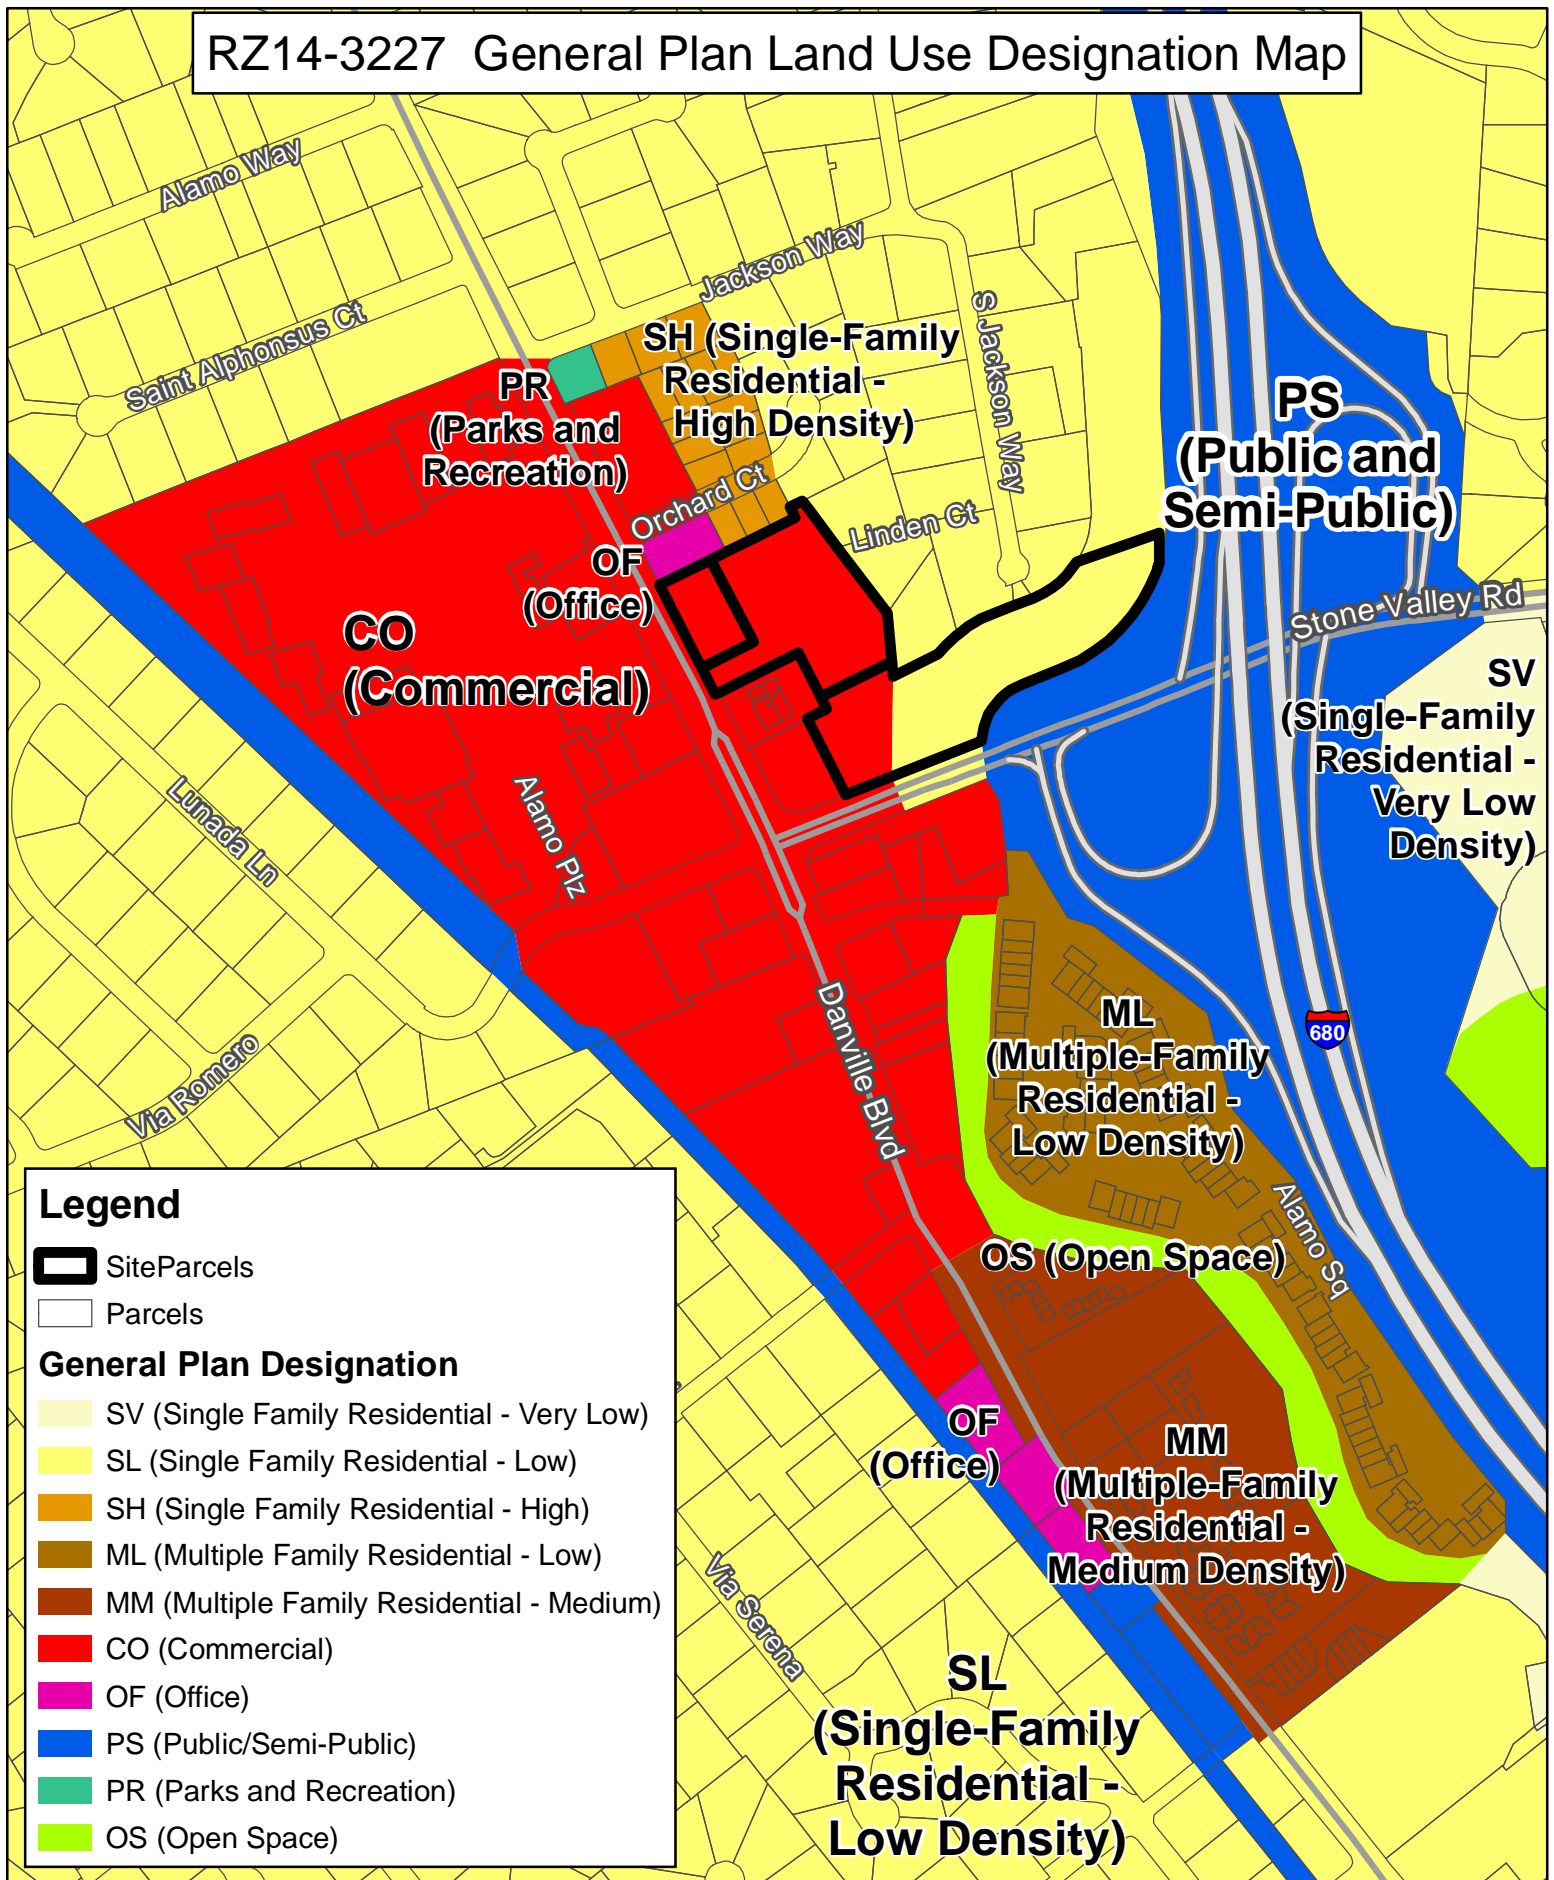 RZ14-3227 General Plan Land Use Designation Map
Alamo Way
Jackson Way
S Jackson Way
Saint Alphonsus Ct
SH (Single-Family
Residential -
High Density)
PR
(Parks and
Recreation)
PS
(Public and
Semi-Public)
Orchard Ct
Linden Ct
OF
(Office)
Stone Valley Rd
CO
(Commercial)
SV
(Single-Family
Residential -
Very Low
Density)
Lunada Ln
Alamo Plz
Danville Blvd
680
ML
(Multiple-Family
Residential -
Low Density)
Via Romero
Alamo Sq
OS (Open Space)
OF
(Office)
MM
(Multiple-Family
Residential -
Medium Density)
Via Serena
SL
(Single-Family
Residential -
Low Density)
Legend
SiteParcels
Parcels
General Plan Designation
SV (Single Family Residential - Very Low)
SL (Single Family Residential - Low)
SH (Single Family Residential - High)
ML (Multiple Family Residential - Low)
MM (Multiple Family Residential - Medium)
CO (Commercial)
OF (Office)
PS (Public/Semi-Public)
PR (Parks and Recreation)
OS (Open Space)